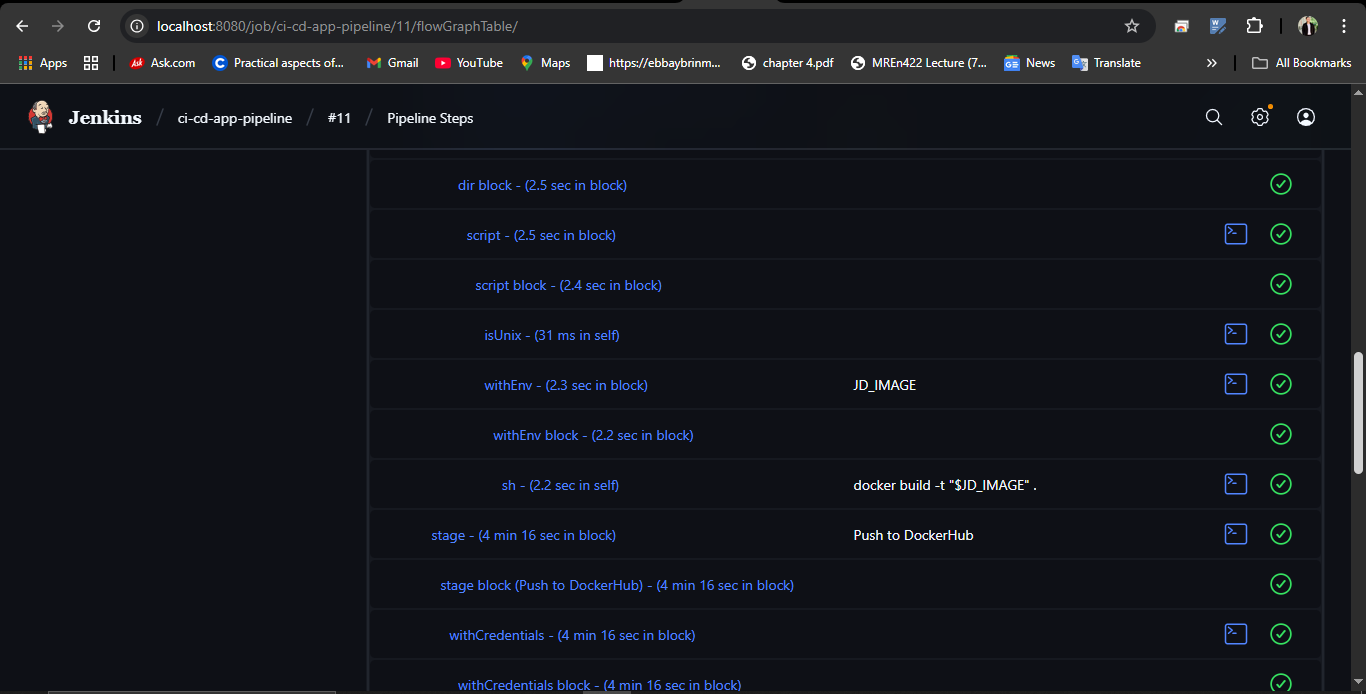 localhost:8080/job/ci-cd-app-pipeline/11/flowGraphTable/
Apps Ask.com Practical aspects of... Gmail YouTube Maps https://ebbaybrinm... chapter 4.pdf MREn422 Lecture (7... News Translate » All Bookmarks
Jenkins / ci-cd-app-pipeline / #11 / Pipeline Steps
dir block - (2.5 sec in block)
script - (2.5 sec in block)
script block - (2.4 sec in block)
isUnix - (31 ms in self)
withEnv - (2.3 sec in block) JD_IMAGE
withEnv block - (2.2 sec in block)
sh - (2.2 sec in self) docker build -t "$JD_IMAGE" .
stage - (4 min 16 sec in block) Push to DockerHub
stage block (Push to DockerHub) - (4 min 16 sec in block)
withCredentials - (4 min 16 sec in block)
withCredentials block - (4 min 16 sec in block)